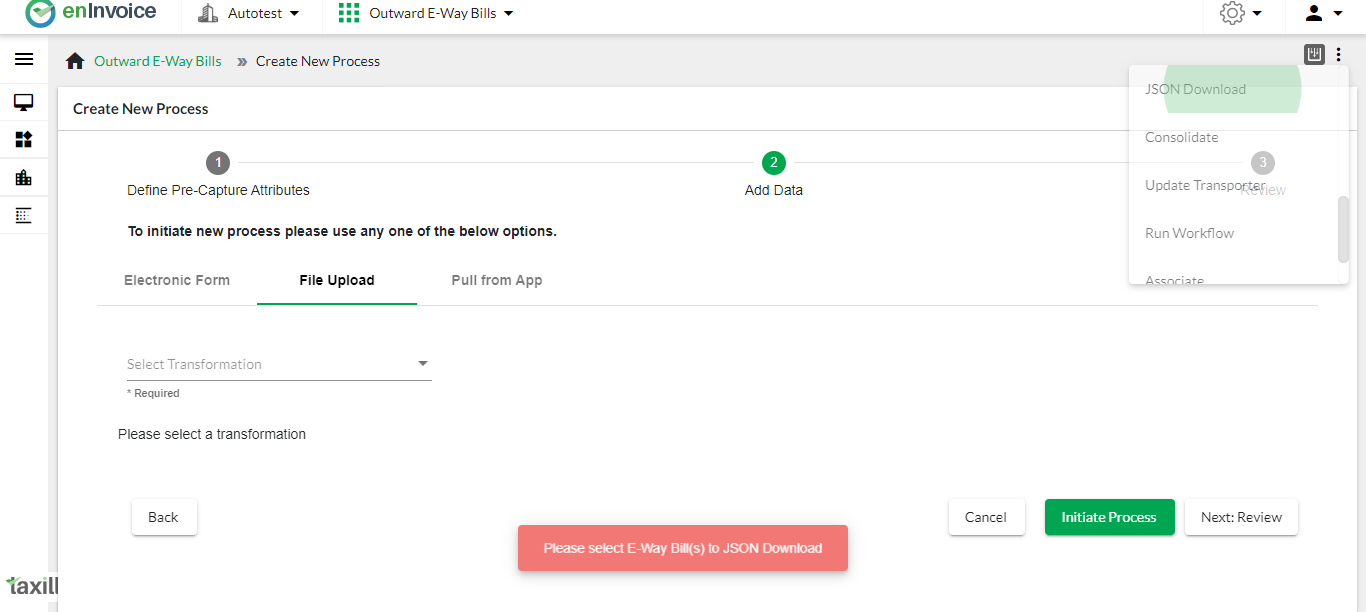 enInvoice
Autotest
Outward E-Way Bills
Outward E-Way Bills » Create New Process
Create New Process
JSON Download
Consolidate
Update Transporter
Run Workflow
Associate
1
2
3
Define Pre-Capture Attributes
Add Data
Review
To initiate new process please use any one of the below options.
Electronic Form
File Upload
Pull from App
Select Transformation
* Required
Please select a transformation
Back
Cancel
Initiate Process
Next: Review
Please select E-Way Bill(s) to JSON Download